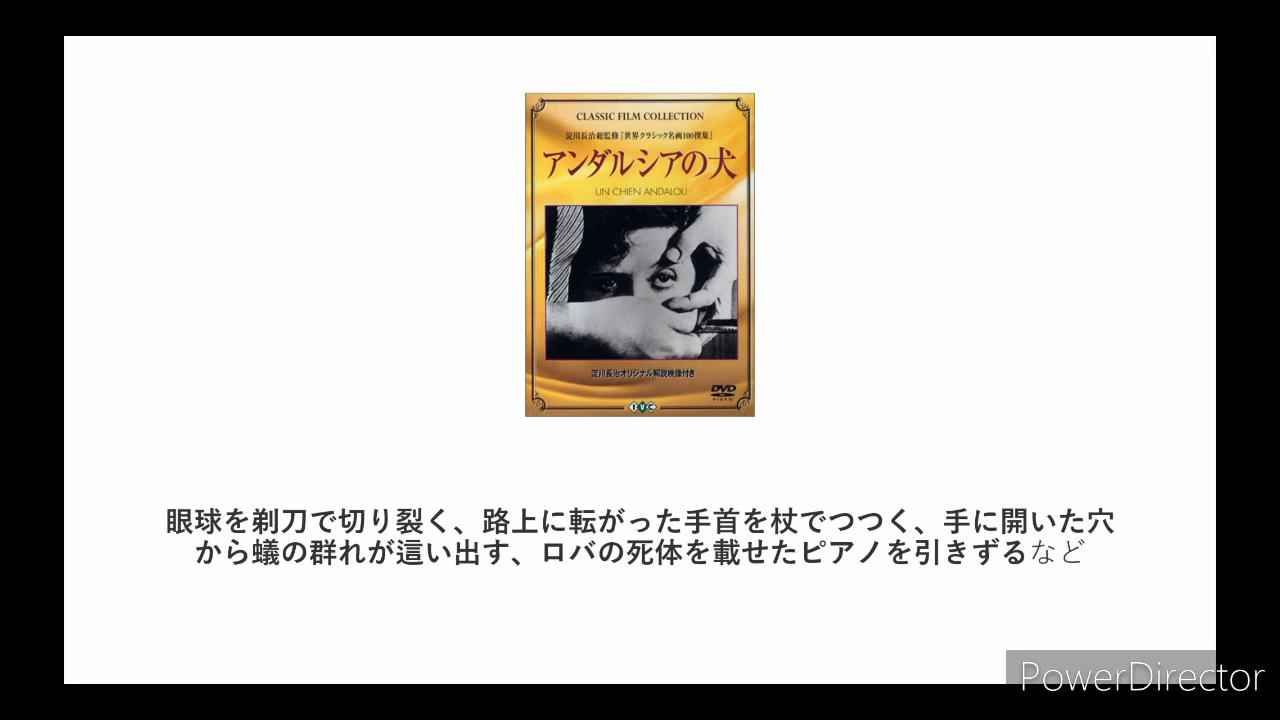 CLASSIC FILM COLLECTION
淀川長治総監修『世界クラシック名画100撰集』
アンダルシアの犬
UN CHIEN ANDALOU
淀川長治オリジナル解説映像付き
DVD
VIDEO
IVC
眼球を剃刀で切り裂く、路上に転がった手首を杖でつつく、手に開いた穴
から蟻の群れが這い出す、ロバの死体を載せたピアノを引きずるなど
PowerDirector